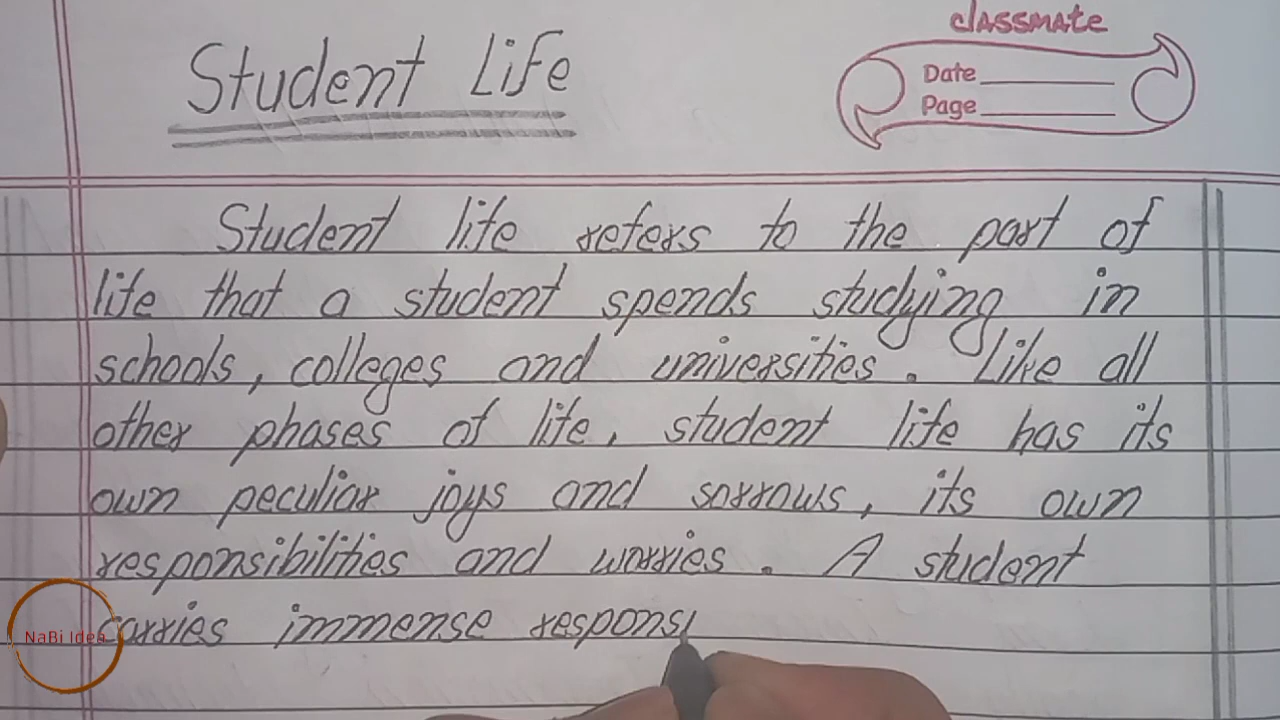 classmate
Student Life
Date
Page
Student life refers to the part of
life that a student spends studying in
schools, colleges and universities. Like all
other phases of life, student life has its
own peculiar joys and sorrows, its own
responsibilities and worries. A student
carries immense respons
NaBi Idea